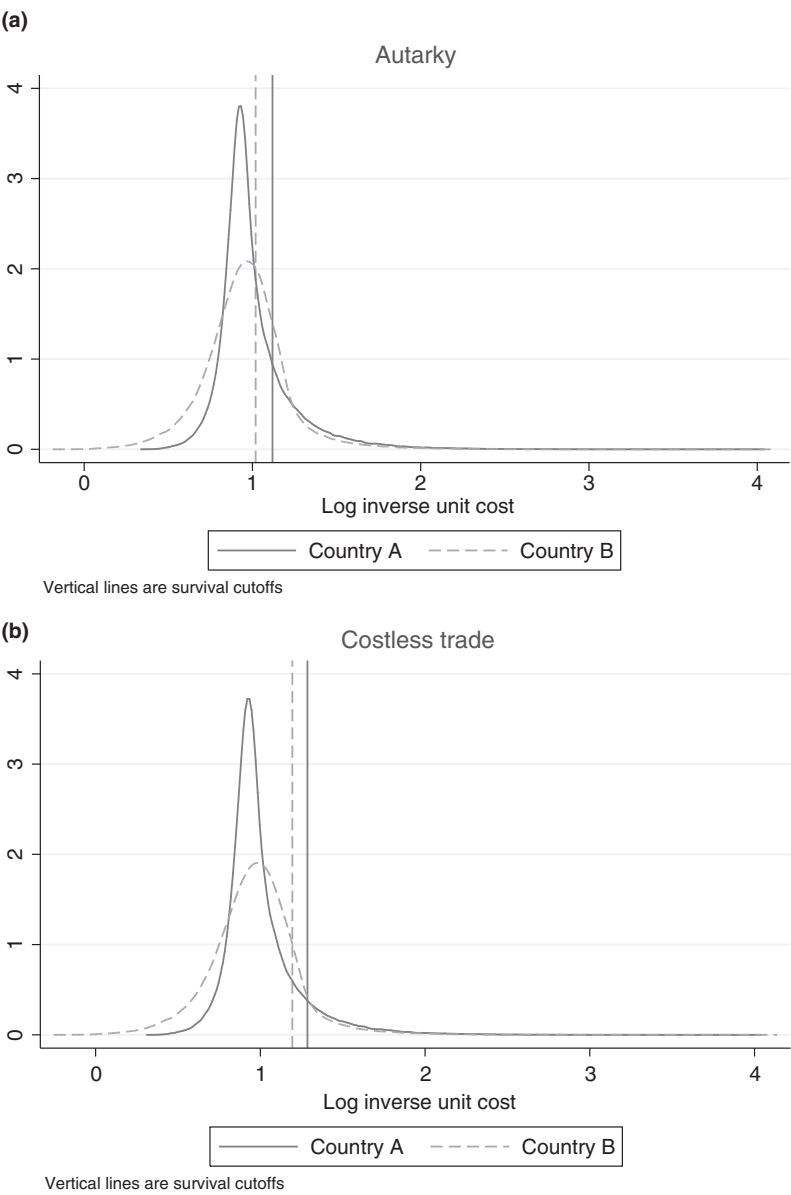 (a)
Autarky
4
3
2
1
0
0 1 2 3 4
Log inverse unit cost
Country A Country B
Vertical lines are survival cutoffs
(b)
Costless trade
4
3
2
1
0
0 1 2 3 4
Log inverse unit cost
Country A Country B
Vertical lines are survival cutoffs